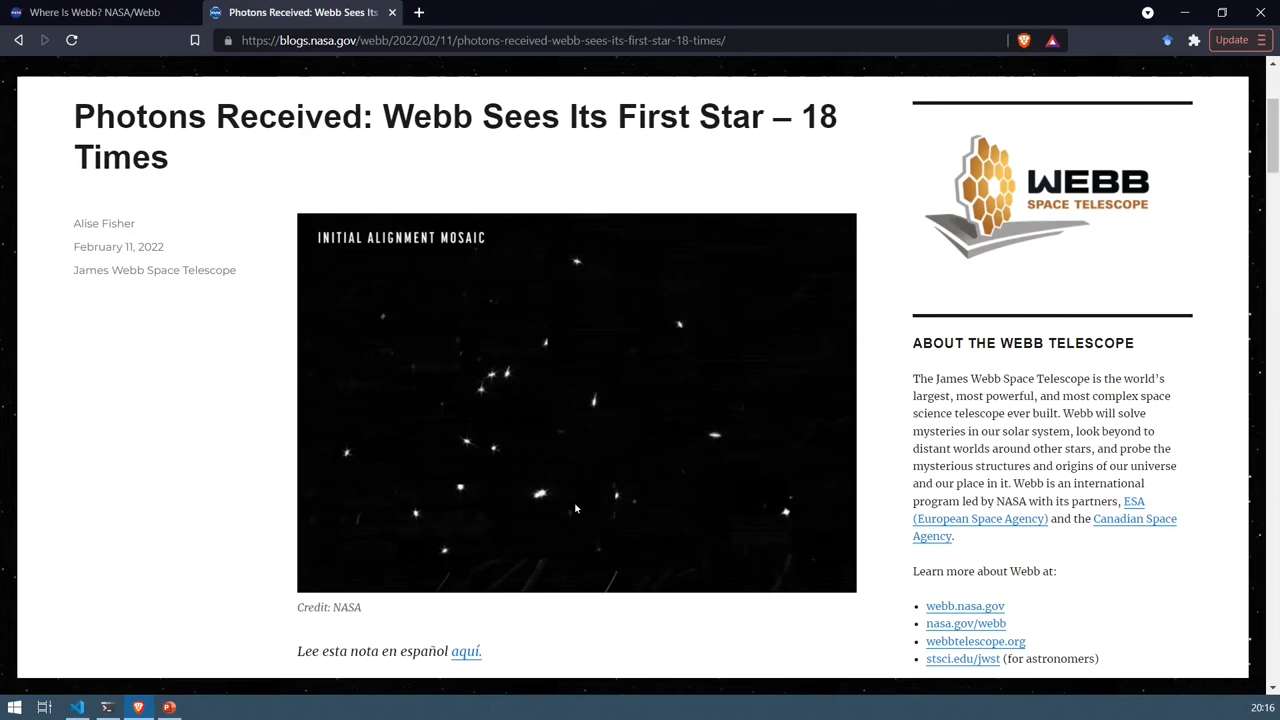 Where Is Webb? NASA/Webb
Photons Received: Webb Sees Its
https://blogs.nasa.gov/webb/2022/02/11/photons-received-webb-sees-its-first-star-18-times/
Update
Photons Received: Webb Sees Its First Star – 18
Times
Alise Fisher
February 11, 2022
James Webb Space Telescope
INITIAL ALIGNMENT MOSAIC
Credit: NASA
Lee esta nota en español aquí.
WEBB
SPACE TELESCOPE
ABOUT THE WEBB TELESCOPE
The James Webb Space Telescope is the world's
largest, most powerful, and most complex space
science telescope ever built. Webb will solve
mysteries in our solar system, look beyond to
distant worlds around other stars, and probe the
mysterious structures and origins of our universe
and our place in it. Webb is an international
program led by NASA with its partners, ESA
(European Space Agency) and the Canadian Space
Agency.
Learn more about Webb at:
• webb.nasa.gov
• nasa.gov/webb
• webbtelescope.org
• stsci.edu/jwst (for astronomers)
20:16